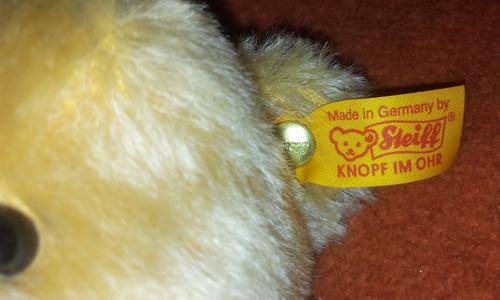 Made in Germany by
Steiff®
KNOPF IM OHR